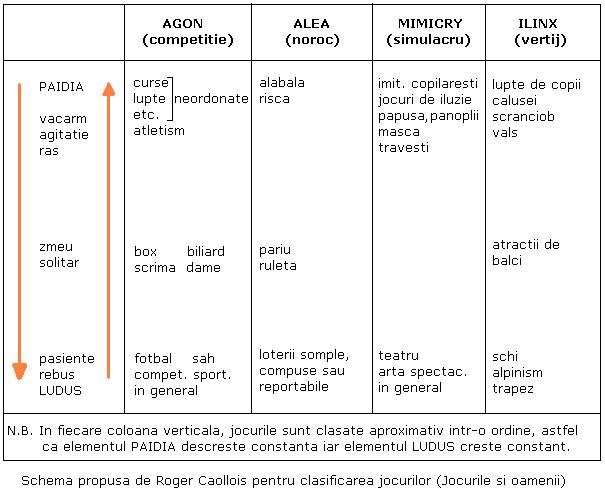 AGON ALEA MIMICRY ILINX
(competitie) (noroc) (simulacru) (vertij)
PAIDIA curse alabala imit. copilaresti lupte de copii
lupte neordonate risca jocuri de iluzie calusei
vacarm etc. papusa, panoplii scranciob
agitatie atletism masca vals
ras travesti
zmeu box biliard pariu atractii de
solitar scrima dame ruleta balci
pasiente fotbal sah loterii somple, teatru schi
rebus compet. sport. compuse sau arta spectac. alpinism
LUDUS in general reportabile in general trapez
N.B. In fiecare coloana verticala, jocurile sunt clasate aproximativ intr-o ordine, astfel
ca elementul PAIDIA descreste constanta iar elementul LUDUS creste constant.
Schema propusa de Roger Caollois pentru clasificarea jocurilor (Jocurile si oamenii)